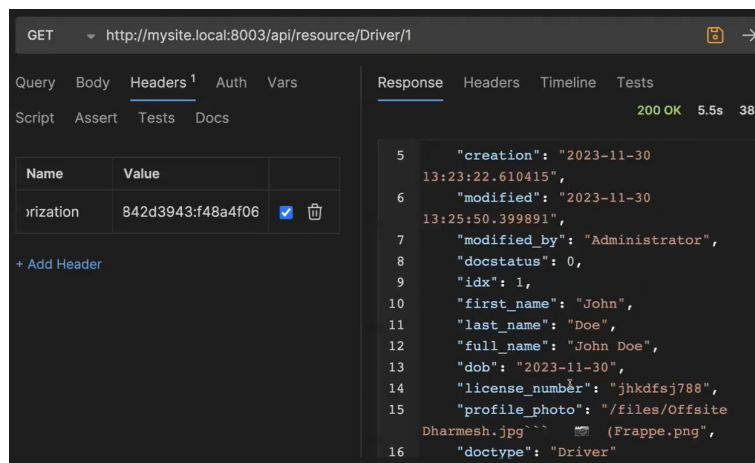 GET http://mysite.local:8003/api/resource/Driver/1
Query Body Headers 1 Auth Vars
Script Assert Tests Docs
Name Value
orization 842d3943:f48a4f06
+ Add Header
Response Headers Timeline Tests
200 OK 5.5s 38
5 "creation": "2023-11-30
13:23:22.610415",
6 "modified": "2023-11-30
13:25:50.399891",
7 "modified_by": "Administrator",
8 "docstatus": 0,
9 "idx": 1,
10 "first_name": "John",
11 "last_name": "Doe",
12 "full_name": "John Doe",
13 "dob": "2023-11-30",
14 "license_number": "jhkdfsj788",
15 "profile_photo": "/files/Offsite
Dharmesh.jpg``` 📷 (Frappe.png",
16 "doctype": "Driver"